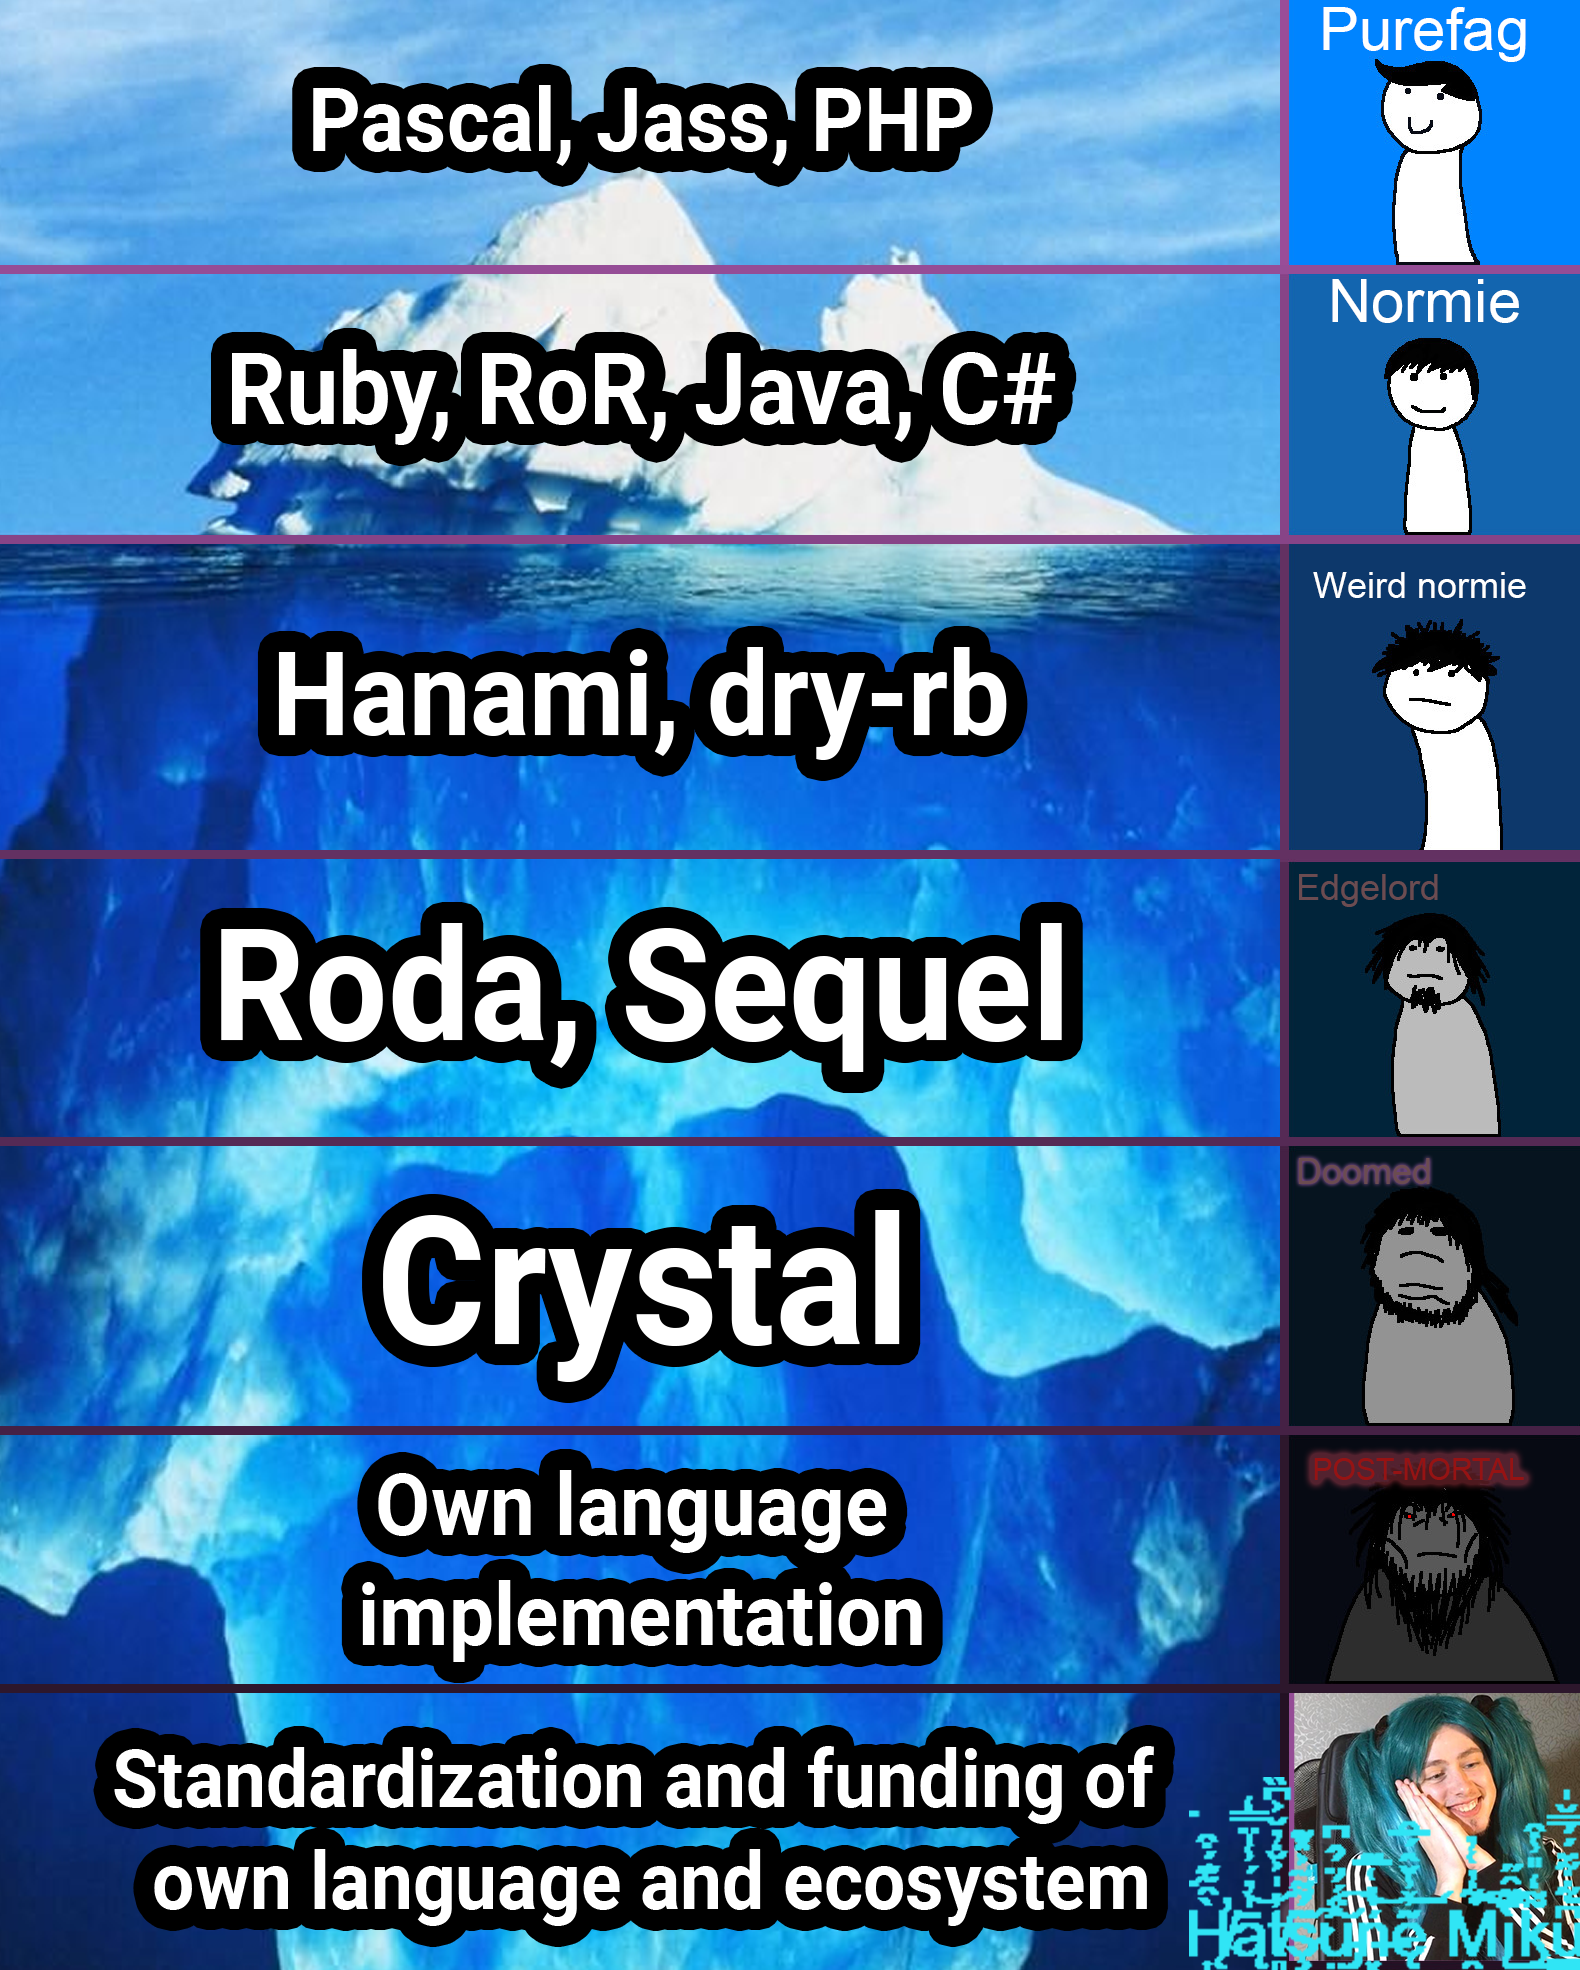 Pascal, Jass, PHP
Purefag
Ruby, RoR, Java, C#
Normie
Hanami, dry-rb
Weird normie
Roda, Sequel
Edgelord
Crystal
Doomed
Own language
implementation
POST-MORTAL
Standardization and funding of
own language and ecosystem
Hatsune Miku